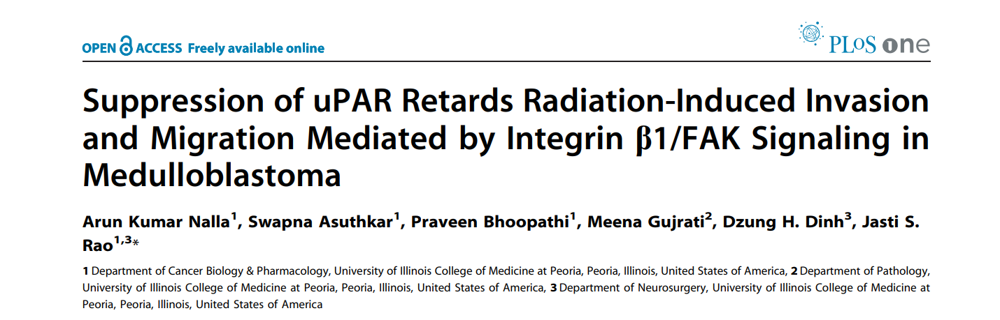 OPEN ACCESS Freely available online
PLoS one
Suppression of uPAR Retards Radiation-Induced Invasion
and Migration Mediated by Integrin β1/FAK Signaling in
Medulloblastoma
Arun Kumar Nalla1, Swapna Asuthkar1, Praveen Bhoopathi1, Meena Gujrati2, Dzung H. Dinh3, Jasti S.
Rao1,3*
1 Department of Cancer Biology & Pharmacology, University of Illinois College of Medicine at Peoria, Peoria, Illinois, United States of America, 2 Department of Pathology,
University of Illinois College of Medicine at Peoria, Peoria, Illinois, United States of America, 3 Department of Neurosurgery, University of Illinois College of Medicine at
Peoria, Peoria, Illinois, United States of America